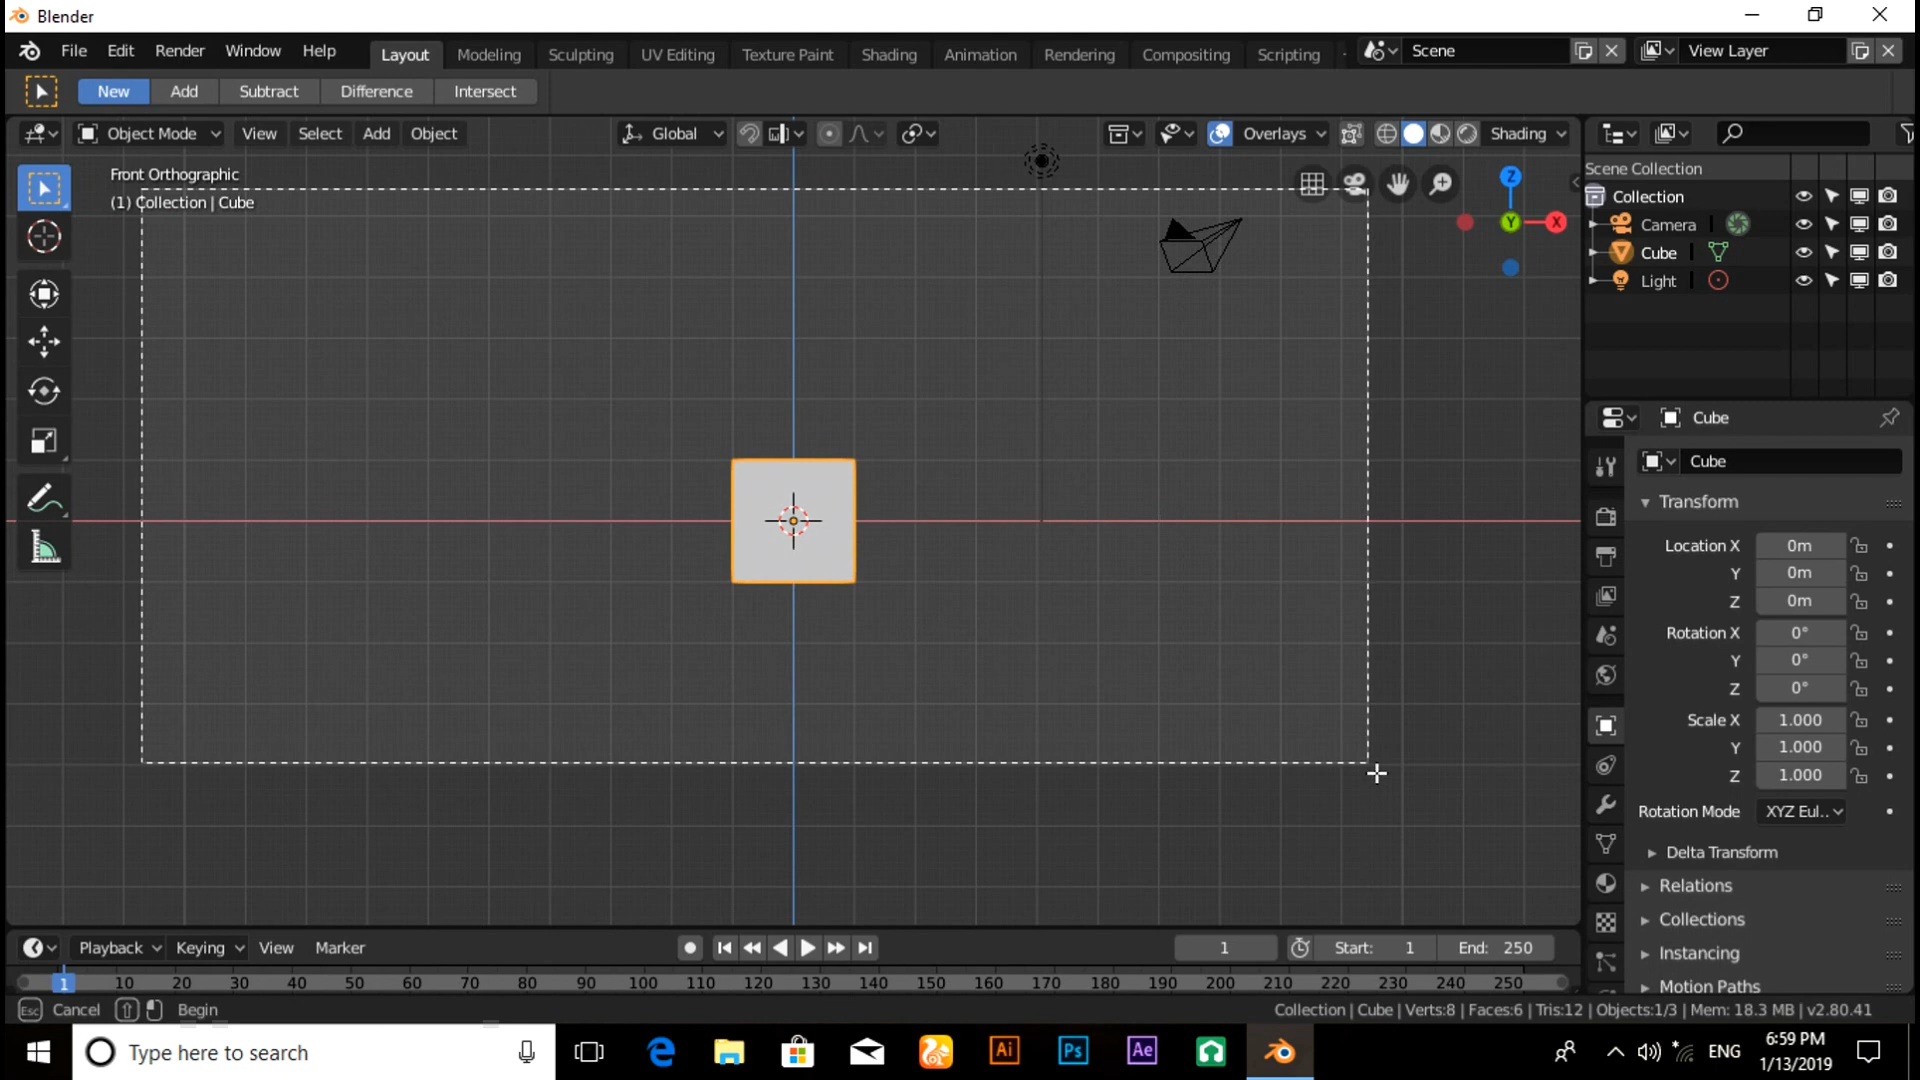 Blender
File Edit Render Window Help Layout Modeling Sculpting UV Editing Texture Paint Shading Animation Rendering Compositing Scripting Scene View Layer
New Add Subtract Difference Intersect
Object Mode View Select Add Object Global Overlays Shading
Front Orthographic
(1) Collection | Cube
Z
Y
X
Scene Collection
Collection
Camera
Cube
Light
Cube
Cube
Transform
Location X 0m
Y 0m
Z 0m
Rotation X 0°
Y 0°
Z 0°
Scale X 1.000
Y 1.000
Z 1.000
Rotation Mode XYZ Eul..
Delta Transform
Relations
Collections
Instancing
Motion Paths
Playback Keying View Marker 1 Start: 1 End: 250
1 10 20 30 40 50 60 70 80 90 100 110 120 130 140 150 160 170 180 190 200 210 220 230 240 250
Esc Cancel Begin Collection | Cube | Verts:8 | Faces:6 | Tris:12 | Objects:1/3 | Mem: 18.3 MB | v2.80.41
Type here to search Ai Ps Ae ENG
6:59 PM
1/13/2019